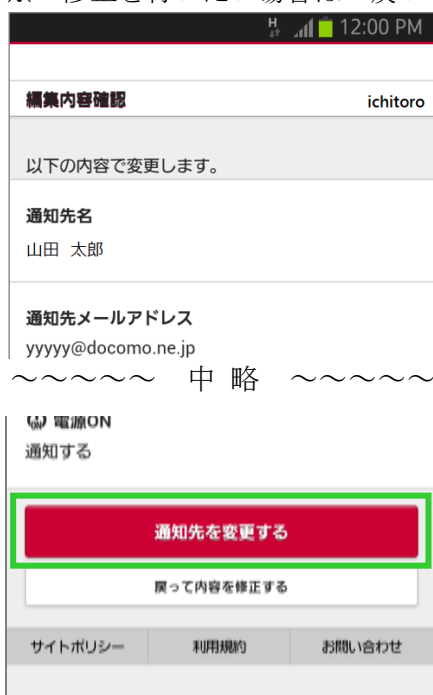 H 12:00 PM
編集内容確認 ichitoro
以下の内容で変更します。
通知先名
山田 太郎
通知先メールアドレス
yyyyy@docomo.ne.jp
～～～～～ 中 略 ～～～～～
電源ON
通知する
通知先を変更する
戻って内容を修正する
サイトポリシー 利用規約 お問い合わせ